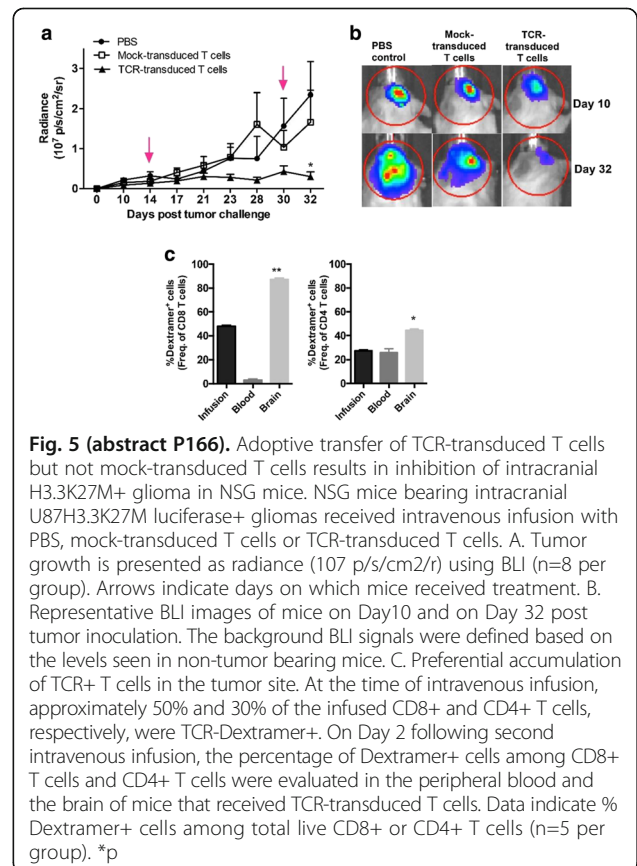 a
PBS
Mock-transduced T cells
TCR-transduced T cells
Radiance
(10⁷ p/s/cm²/sr)
4
3
2
1
0
*
0 10 14 17 21 23 28 30 32
Days post tumor challenge
b
PBS control
Mock-transduced T cells
TCR-transduced T cells
Day 10
Day 32
c
%Dextramer⁺ cells
(Freq. of CD8 T cells)
100
80
60
40
20
0
**
Infusion
Blood
Brain
%Dextramer⁺ cells
(Freq. of CD4 T cells)
100
80
60
40
20
0
*
Infusion
Blood
Brain
Fig. 5 (abstract P166). Adoptive transfer of TCR-transduced T cells
but not mock-transduced T cells results in inhibition of intracranial
H3.3K27M+ glioma in NSG mice. NSG mice bearing intracranial
U87H3.3K27M luciferase+ gliomas received intravenous infusion with
PBS, mock-transduced T cells or TCR-transduced T cells. A. Tumor
growth is presented as radiance (107 p/s/cm2/r) using BLI (n=8 per
group). Arrows indicate days on which mice received treatment. B.
Representative BLI images of mice on Day10 and on Day 32 post
tumor inoculation. The background BLI signals were defined based on
the levels seen in non-tumor bearing mice. C. Preferential accumulation
of TCR+ T cells in the tumor site. At the time of intravenous infusion,
approximately 50% and 30% of the infused CD8+ and CD4+ T cells,
respectively, were TCR-Dextramer+. On Day 2 following second
intravenous infusion, the percentage of Dextramer+ cells among CD8+
T cells and CD4+ T cells were evaluated in the peripheral blood and
the brain of mice that received TCR-transduced T cells. Data indicate %
Dextramer+ cells among total live CD8+ or CD4+ T cells (n=5 per
group). *p